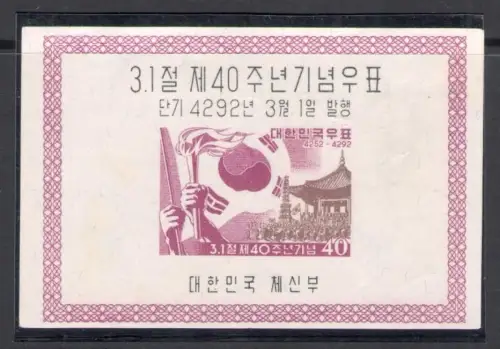 3.1절 제40주년기념우표
단기 4292년 3월 1일 발행
대한민국우표
4252-4292
3.1절제40주년기념 40
대한민국 체신부